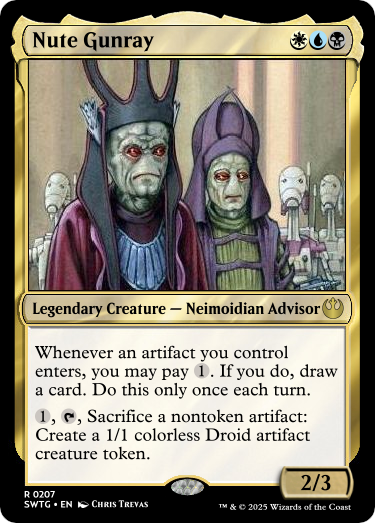 Nute Gunray
Legendary Creature — Neimoidian Advisor
Whenever an artifact you control
enters, you may pay 1. If you do, draw
a card. Do this only once each turn.
1, , Sacrifice a nontoken artifact:
Create a 1/1 colorless Droid artifact
creature token.
2/3
R 0207
SWTG • EN Chris Trevas
™ & © 2025 Wizards of the Coast